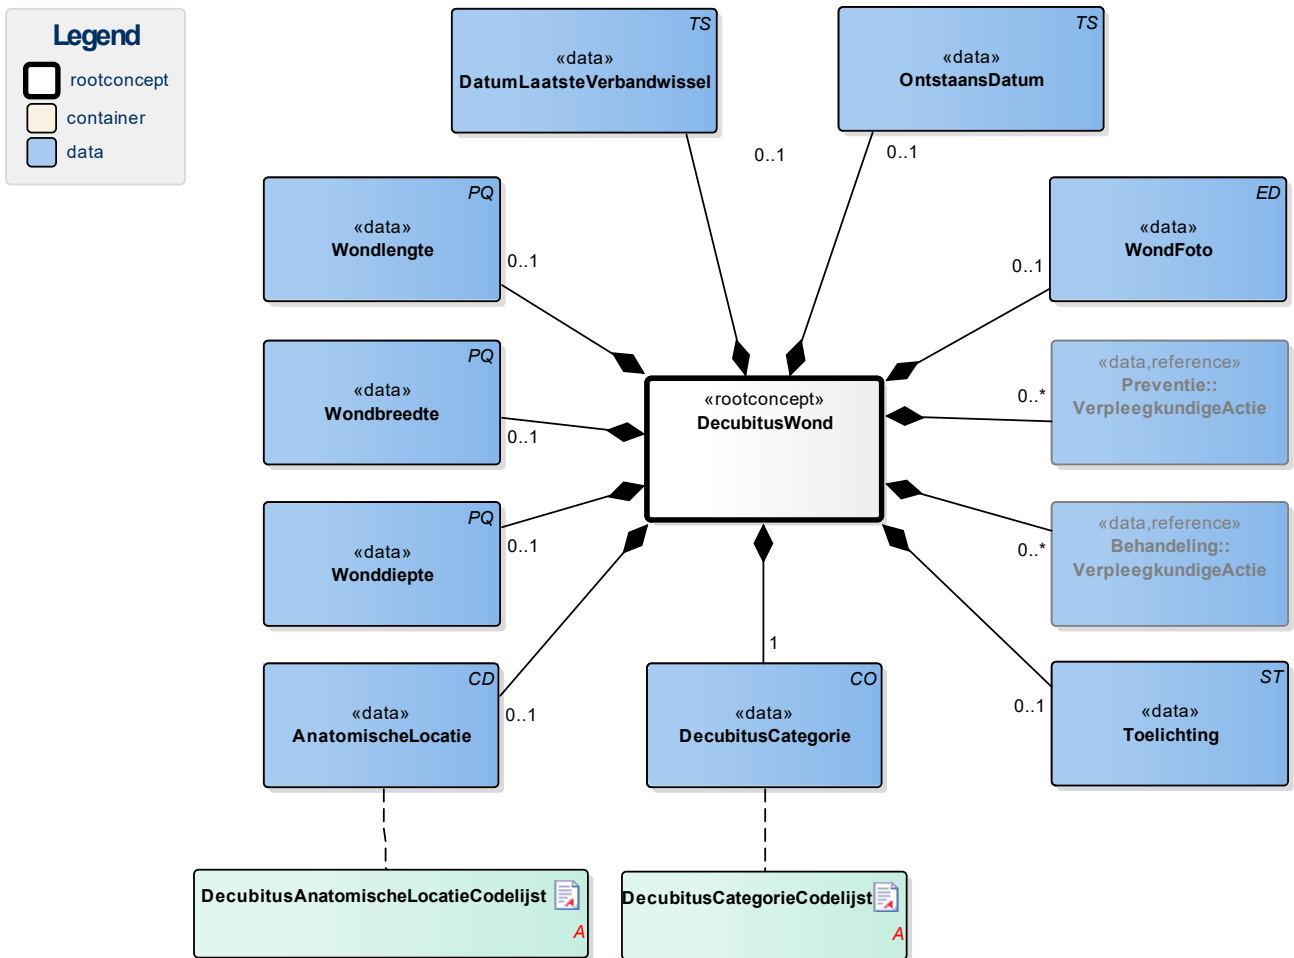 Legend
rootconcept
container
data
TS
«data»
DatumLaatsteVerbandwissel
0..1
TS
«data»
OntstaansDatum
0..1
PQ
«data»
Wondlengte
0..1
ED
«data»
WondFoto
0..1
PQ
«data»
Wondbreedte
0..1
«rootconcept»
DecubitusWond
«data,reference»
Preventie::
VerpleegkundigeActie
0..*
PQ
«data»
Wonddiepte
0..1
«data,reference»
Behandeling::
VerpleegkundigeActie
0..*
CD
«data»
AnatomischeLocatie
0..1
1
CO
«data»
DecubitusCategorie
ST
«data»
Toelichting
0..1
DecubitusAnatomischeLocatieCodelijst
A
DecubitusCategorieCodelijst
A